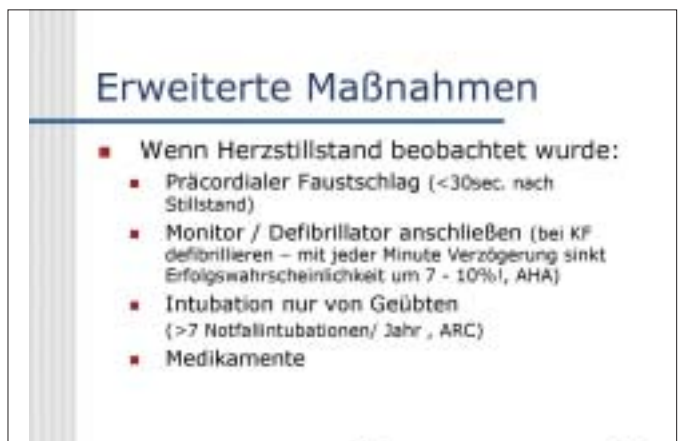 Erweiterte Maßnahmen
Wenn Herzstillstand beobachtet wurde:
Präcordialer Faustschlag (<30sec. nach
Stillstand)
Monitor / Defibrillator anschließen (bei KF
defibrillieren – mit jeder Minute Verzögerung sinkt
Erfolgswahrscheinlichkeit um 7 - 10%!, AHA)
Intubation nur von Geübten
(>7 Notfallintubationen/ Jahr , ARC)
Medikamente